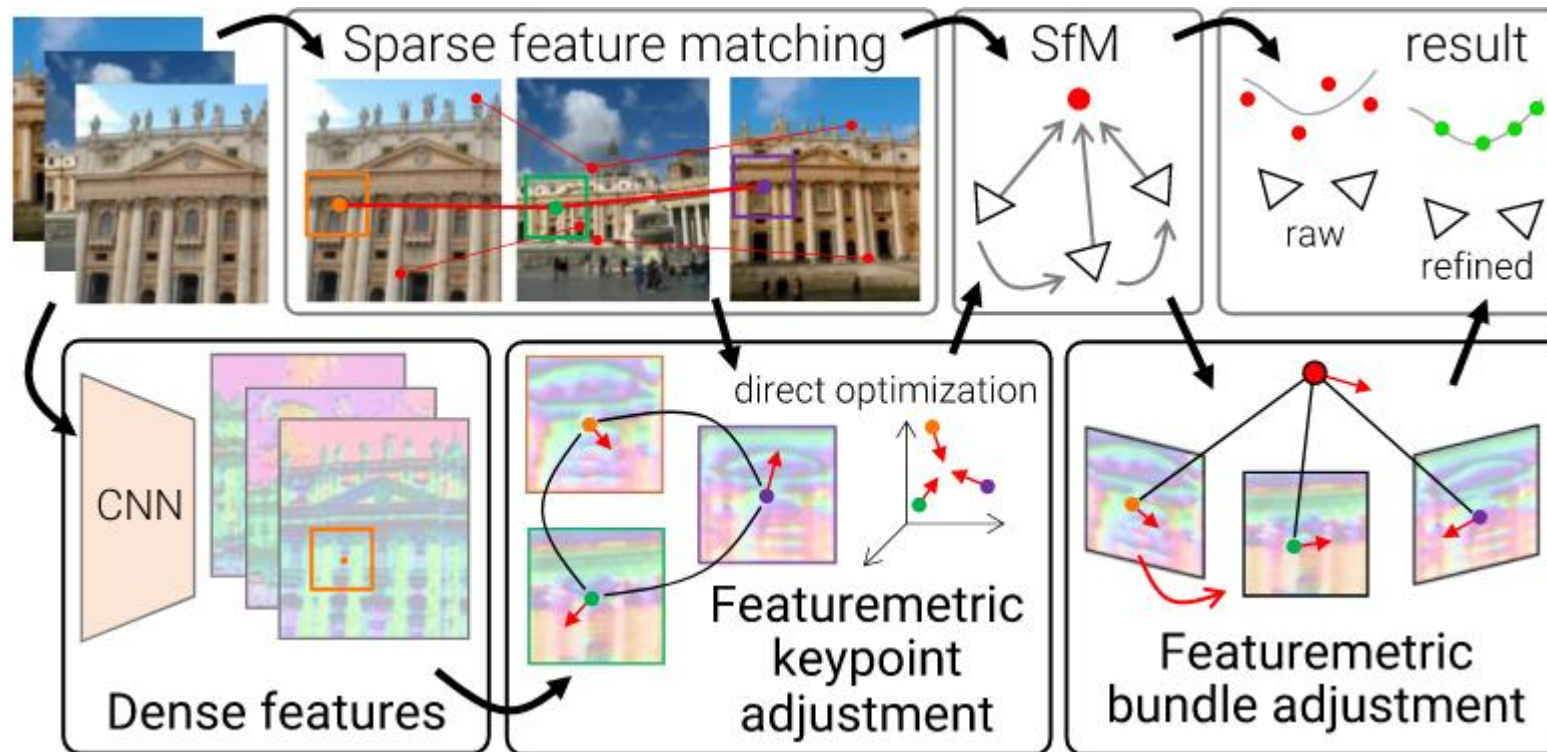 Sparse feature matching
SfM
result
raw
refined
CNN
Dense features
direct optimization
Featuremetric
keypoint
adjustment
Featuremetric
bundle adjustment